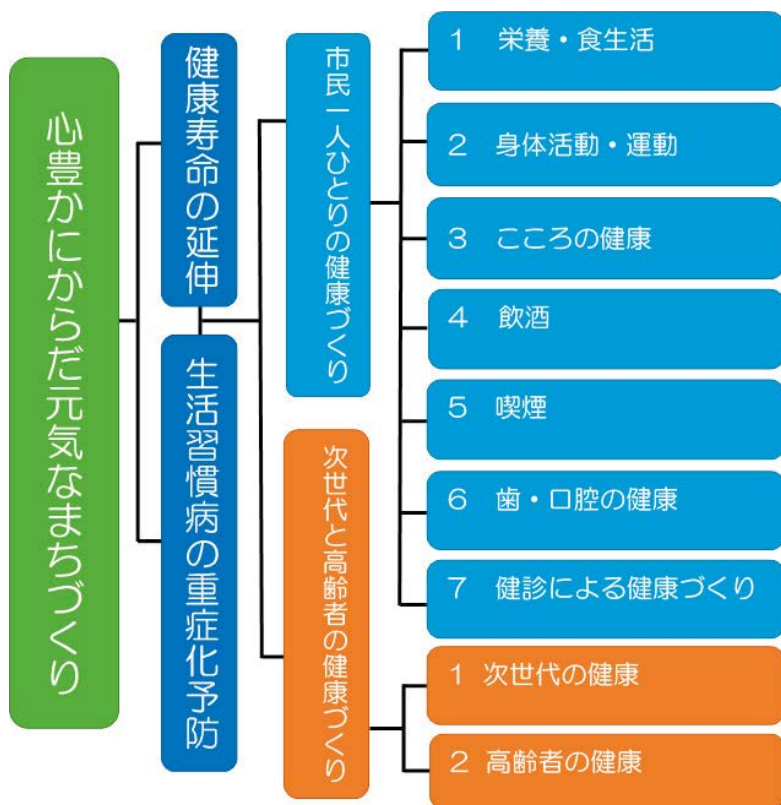 心豊かにからだ元気なまちづくり
健康寿命の延伸
生活習慣病の重症化予防
市民一人ひとりの健康づくり
1 栄養・食生活
2 身体活動・運動
3 こころの健康
4 飲酒
5 喫煙
6 歯・口腔の健康
7 健診による健康づくり
次世代と高齢者の健康づくり
1 次世代の健康
2 高齢者の健康